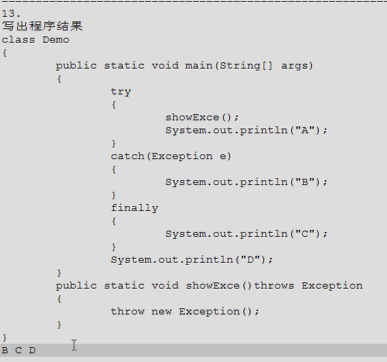 13.
写出程序结果
class Demo
{
public static void main(String[] args)
{
try
{
showExce();
System.out.println("A");
}
catch(Exception e)
{
System.out.println("B");
}
finally
{
System.out.println("C");
}
System.out.println("D");
}
public static void showExce()throws Exception
{
throw new Exception();
}
}
B C D